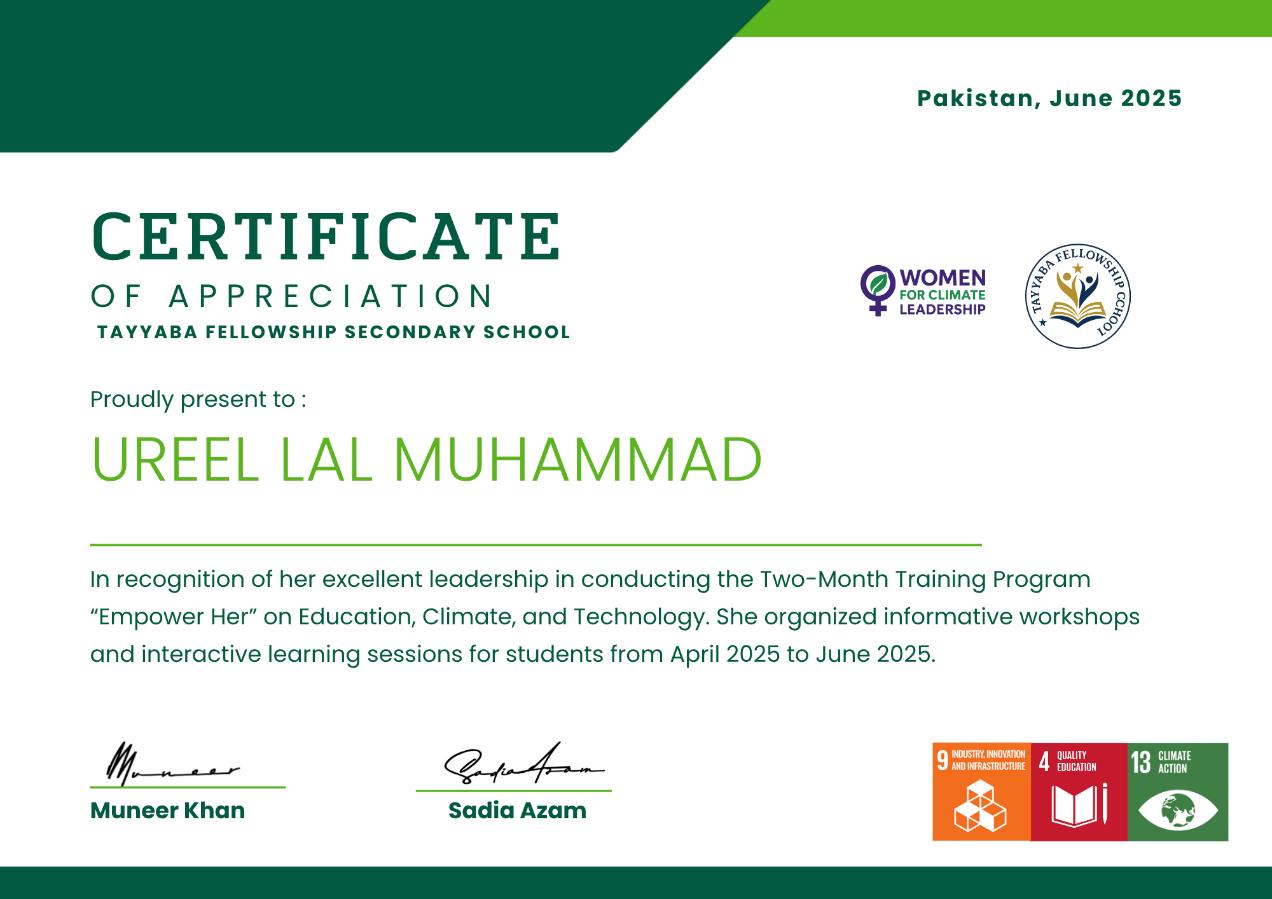 Pakistan, June 2025
CERTIFICATE
OF APPRECIATION
TAYYABA FELLOWSHIP SECONDARY SCHOOL
WOMEN
FOR CLIMATE
LEADERSHIP
TAYYABA FELLOWSHIP CCHOOL
Proudly present to :
UREEL LAL MUHAMMAD
In recognition of her excellent leadership in conducting the Two-Month Training Program
“Empower Her” on Education, Climate, and Technology. She organized informative workshops
and interactive learning sessions for students from April 2025 to June 2025.
Muneer
Sadia Azam
Muneer Khan
Sadia Azam
9 INDUSTRY, INNOVATION
AND INFRASTRUCTURE
4 QUALITY
EDUCATION
13 CLIMATE
ACTION